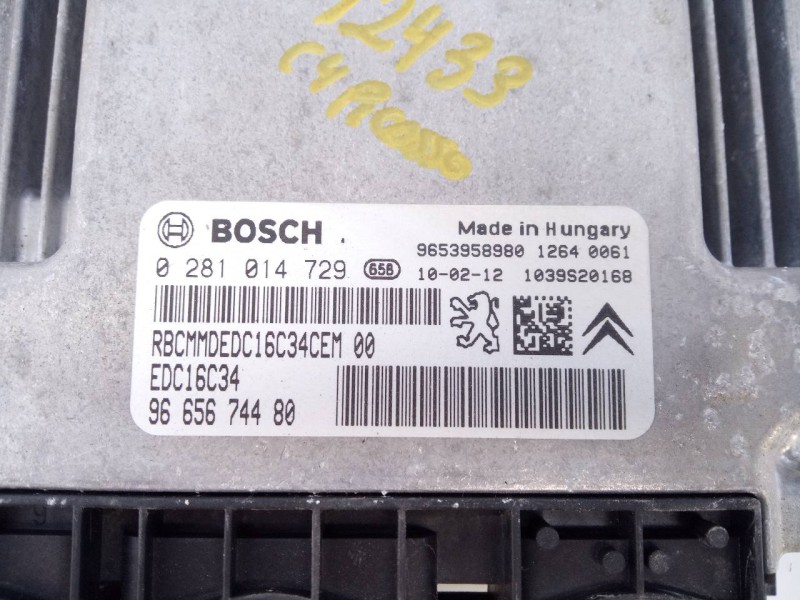 12433
C4 PICASSO
BOSCH
Made in Hungary
9653958980 1264 0061
0 281 014 729 656 10-02-12 1039S20168
RBCMMDEDC16C34CEM 00
EDC16C34
96 656 744 80